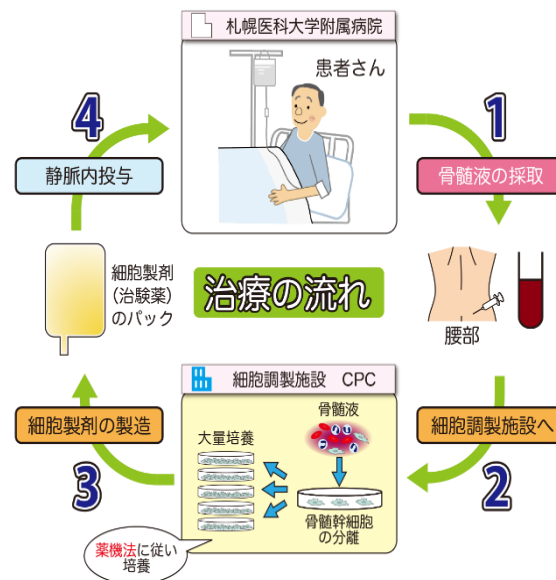 札幌医科大学附属病院
患者さん
1
骨髄液の採取
腰部
細胞調製施設へ
2
細胞調製施設 CPC
骨髄液
大量培養
骨髄幹細胞
の分離
薬機法に従い
培養
3
細胞製剤の製造
細胞製剤
(治験薬)
のパック
4
静脈内投与
治療の流れ